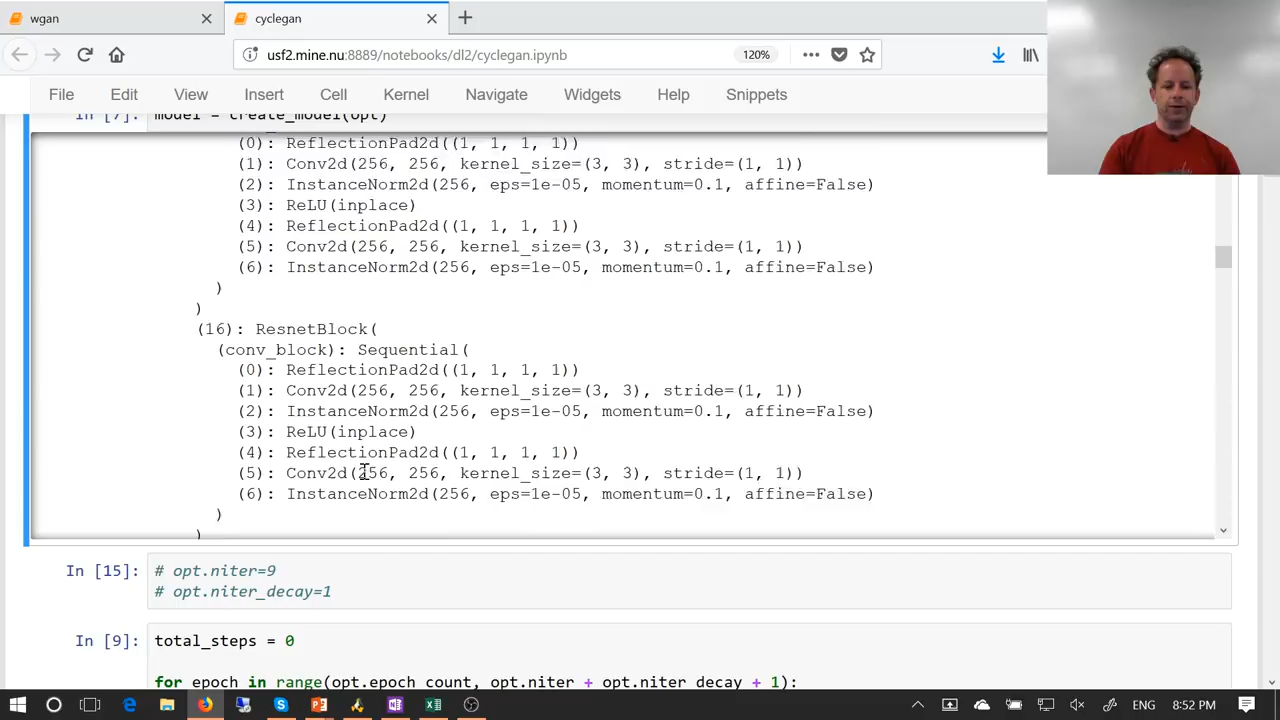 wgan
cyclegan
usf2.mine.nu:8889/notebooks/dl2/cyclegan.ipynb
120%
File Edit View Insert Cell Kernel Navigate Widgets Help Snippets
In [7]: model = create_model(opt)
(0): ReflectionPad2d((1, 1, 1, 1))
(1): Conv2d(256, 256, kernel_size=(3, 3), stride=(1, 1))
(2): InstanceNorm2d(256, eps=1e-05, momentum=0.1, affine=False)
(3): ReLU(inplace)
(4): ReflectionPad2d((1, 1, 1, 1))
(5): Conv2d(256, 256, kernel_size=(3, 3), stride=(1, 1))
(6): InstanceNorm2d(256, eps=1e-05, momentum=0.1, affine=False)
)
)
(16): ResnetBlock(
(conv_block): Sequential(
(0): ReflectionPad2d((1, 1, 1, 1))
(1): Conv2d(256, 256, kernel_size=(3, 3), stride=(1, 1))
(2): InstanceNorm2d(256, eps=1e-05, momentum=0.1, affine=False)
(3): ReLU(inplace)
(4): ReflectionPad2d((1, 1, 1, 1))
(5): Conv2d(256, 256, kernel_size=(3, 3), stride=(1, 1))
(6): InstanceNorm2d(256, eps=1e-05, momentum=0.1, affine=False)
)
)
In [15]: # opt.niter=9
# opt.niter_decay=1
In [9]: total_steps = 0
for epoch in range(opt.epoch_count, opt.niter + opt.niter_decay + 1):
ENG 8:52 PM